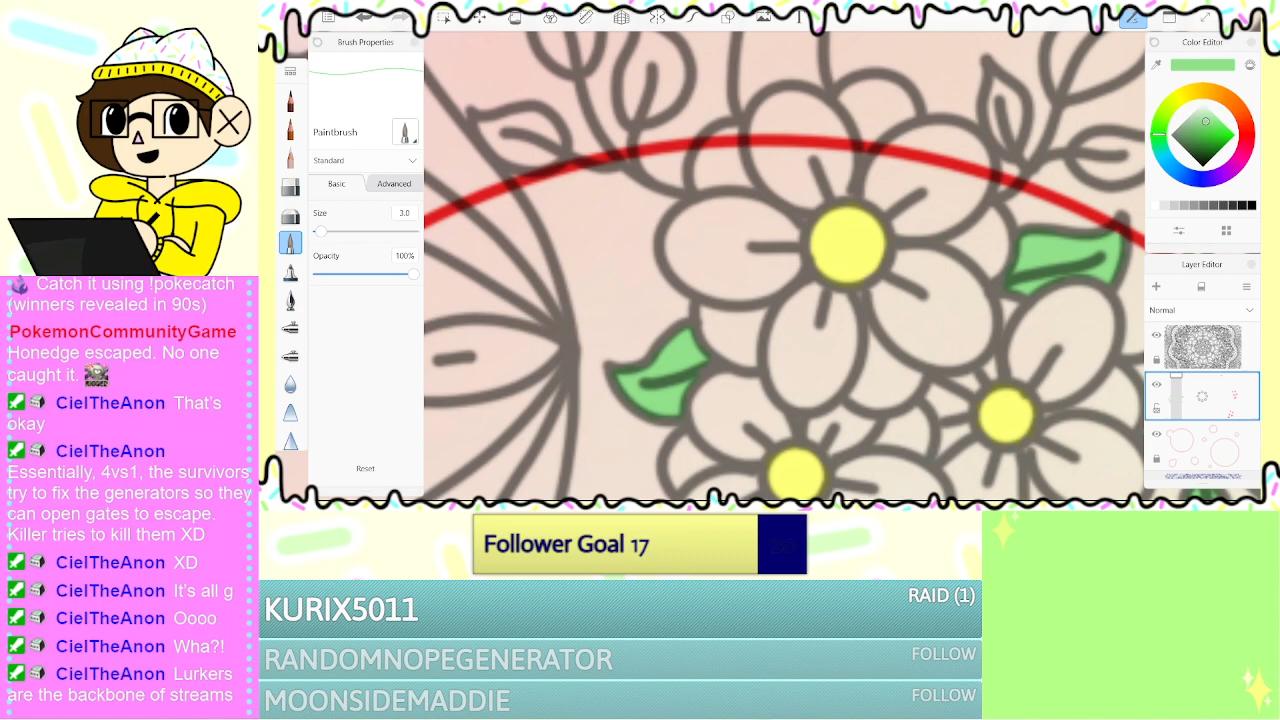 Catch it using !pokecatch
(winners revealed in 90s)
PokemonCommunityGame
Honedge escaped. No one
caught it.
CielTheAnon That's
okay
CielTheAnon
Essentially, 4vs1, the survivors
try to fix the generators so they
can open gates to escape.
Killer tries to kill them XD
CielTheAnon XD
CielTheAnon It's all g
CielTheAnon Oooo
CielTheAnon Wha?!
CielTheAnon Lurkers
are the backbone of streams
Brush Properties
Paintbrush
Standard
Basic
Advanced
Size
3.0
Opacity
100%
Reset
Color Editor
Layer Editor
Normal
Follower Goal 17
KURIX5011
RAID (1)
RANDOMNOPEGENERATOR
FOLLOW
MOONSIDEMADDIE
FOLLOW